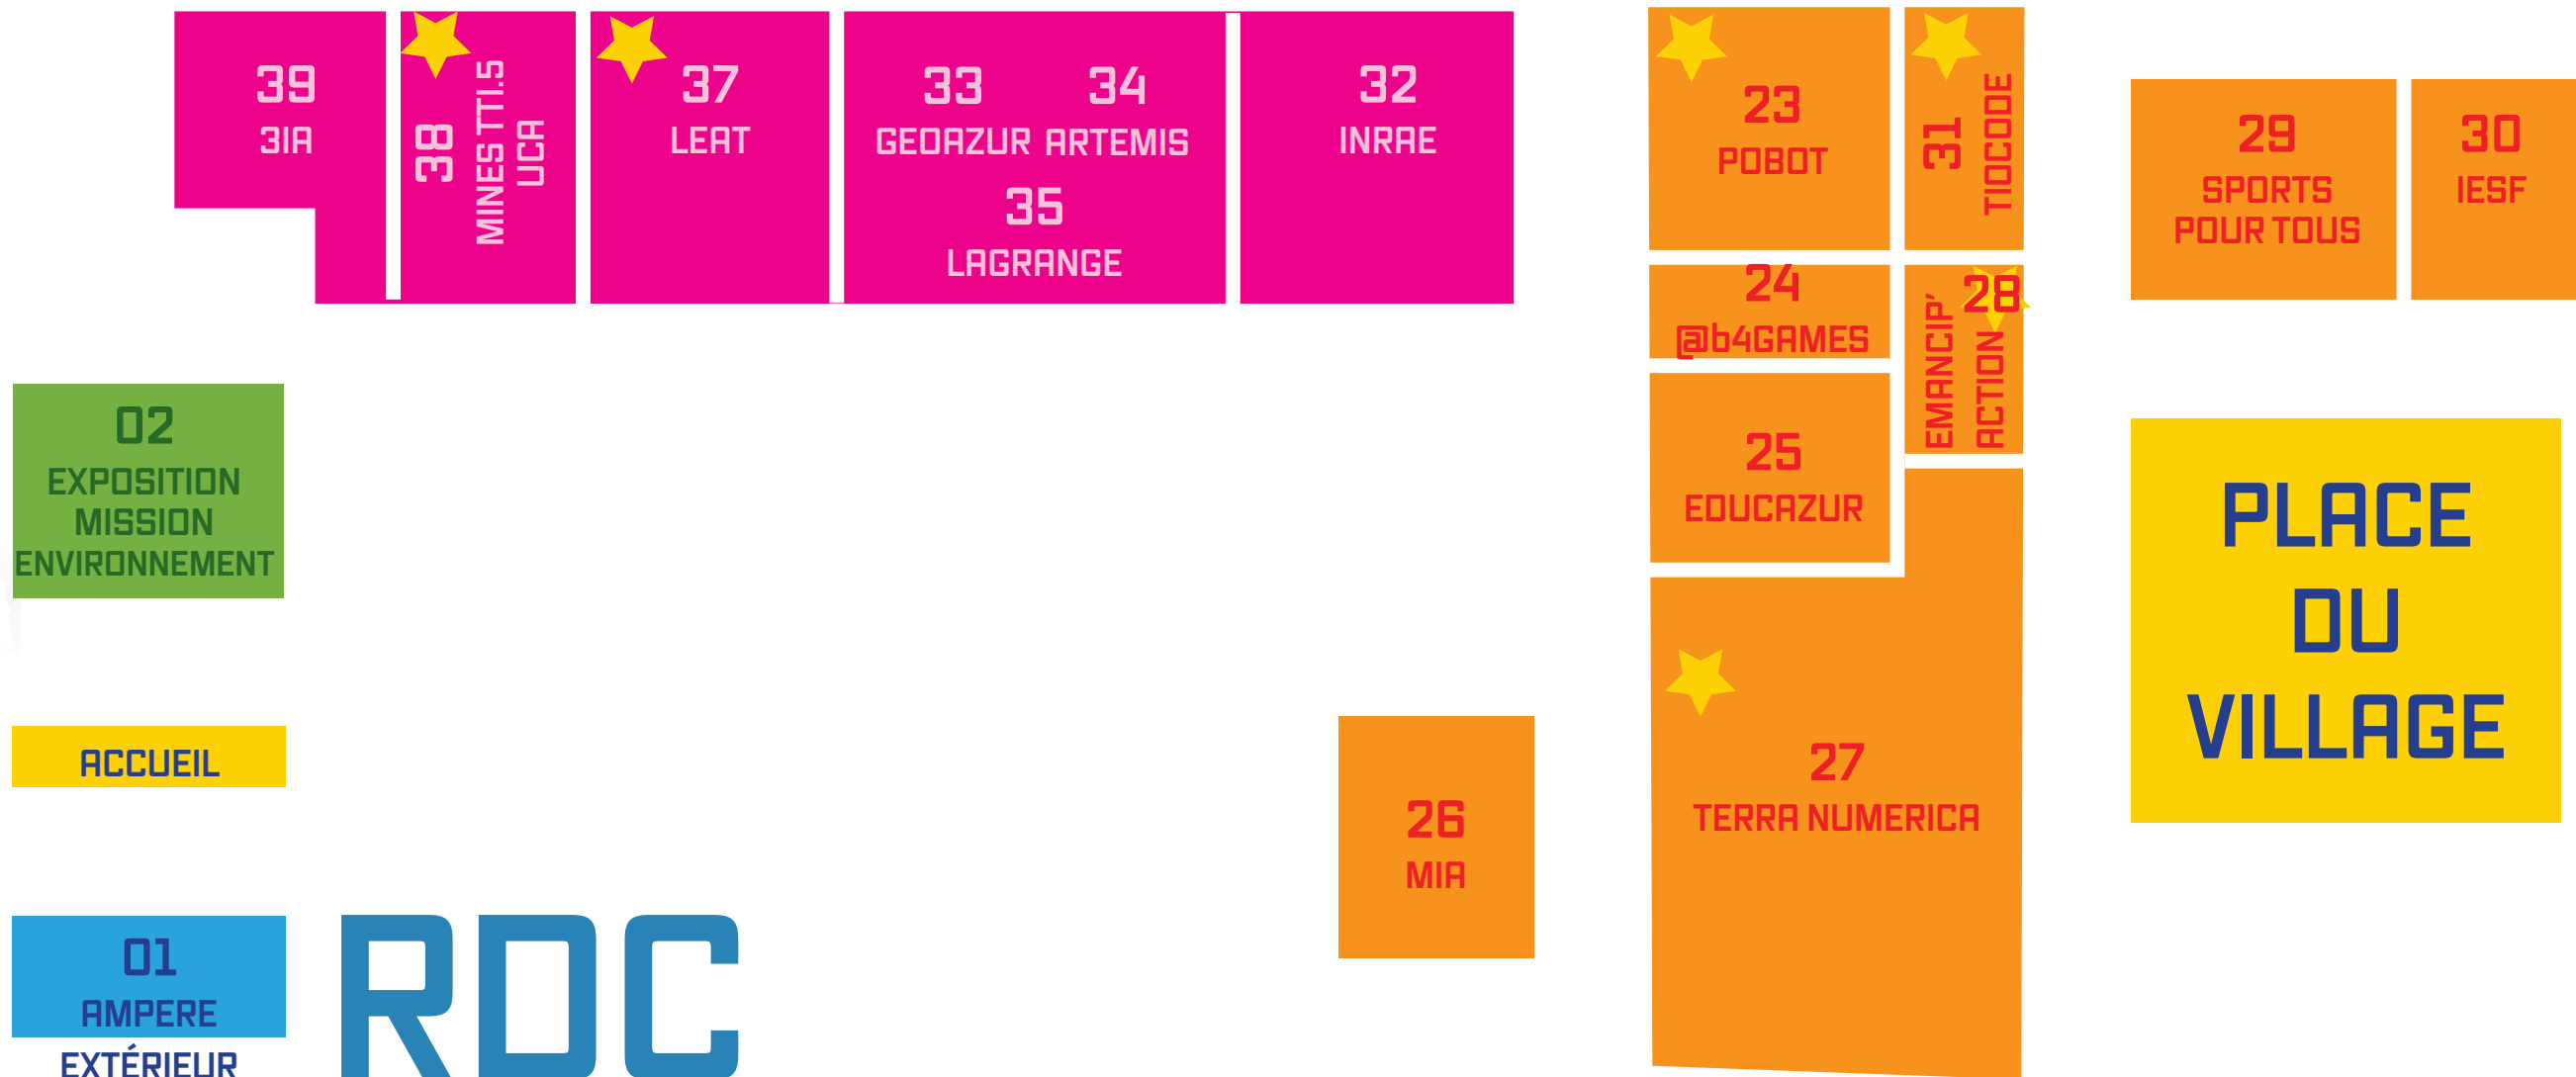 39
3IA
38
MINES TTI.5
UCA
37
LEAT
33
GEOAZUR
34
ARTEMIS
35
LAGRANGE
32
INRAE
23
POBOT
31
TIOCODE
29
SPORTS
POUR TOUS
30
IESF
24
@b4GAMES
28
EMANCIP'
ACTION
02
EXPOSITION
MISSION
ENVIRONNEMENT
25
EDUCAZUR
PLACE
DU
VILLAGE
ACCUEIL
27
TERRA NUMERICA
26
MIA
01
AMPERE
EXTÉRIEUR
RDC